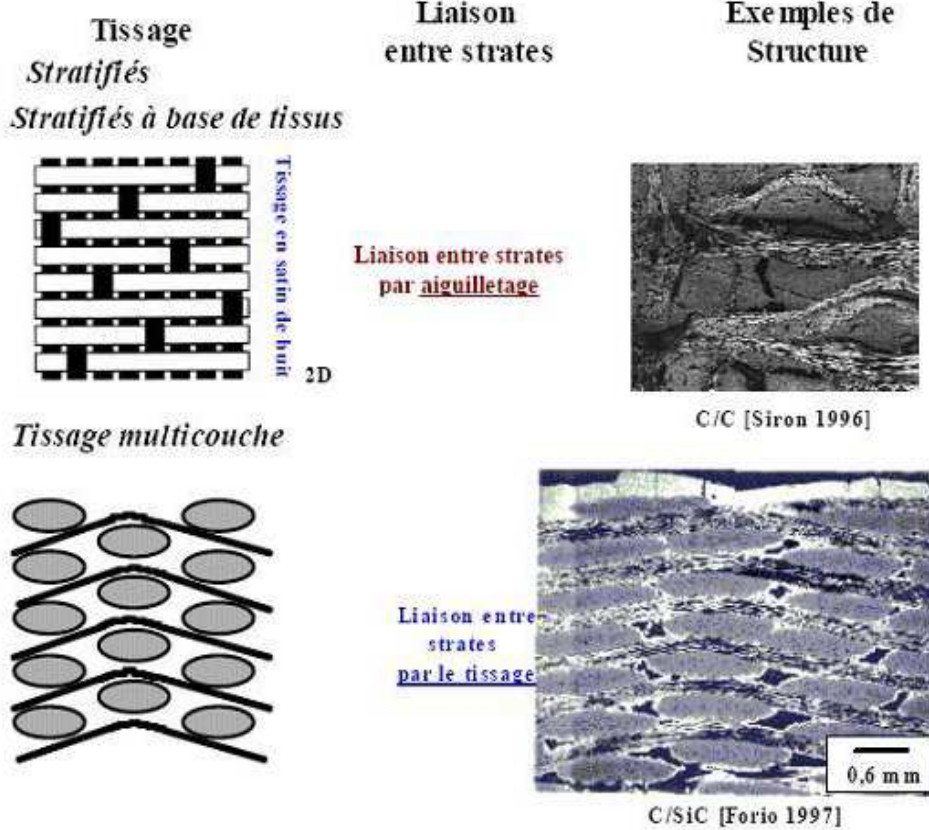 Tissage
Liaison
entre strates
Exemples de
Structure
Stratifiés
Stratifiés à base de tissus
Tissage en satin de huit
2D
Liaison entre strates
par aiguilletage
C/C [Siron 1996]
Tissage multicouche
Liaison entre
strates
par le tissage
0,6 mm
C/SiC [Forio 1997]